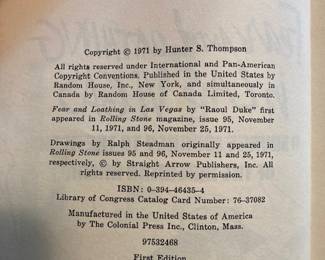 Copyright © 1971 by Hunter S. Thompson
All rights reserved under International and Pan-American
Copyright Conventions. Published in the United States by
Random House, Inc., New York, and simultaneously in
Canada by Random House of Canada Limited, Toronto.
Fear and Loathing in Las Vegas by "Raoul Duke" first
appeared in Rolling Stone magazine, issue 95, November
11, 1971, and 96, November 25, 1971.
Drawings by Ralph Steadman originally appeared in
Rolling Stone issues 95 and 96, November 11 and 25, 1971,
respectively, © by Straight Arrow Publishers, Inc. All
rights reserved. Reprinted by permission.
ISBN: 0-394-46435-4
Library of Congress Catalog Card Number: 76-37082
Manufactured in the United States of America
by The Colonial Press Inc., Clinton, Mass.
97532468
First Edition